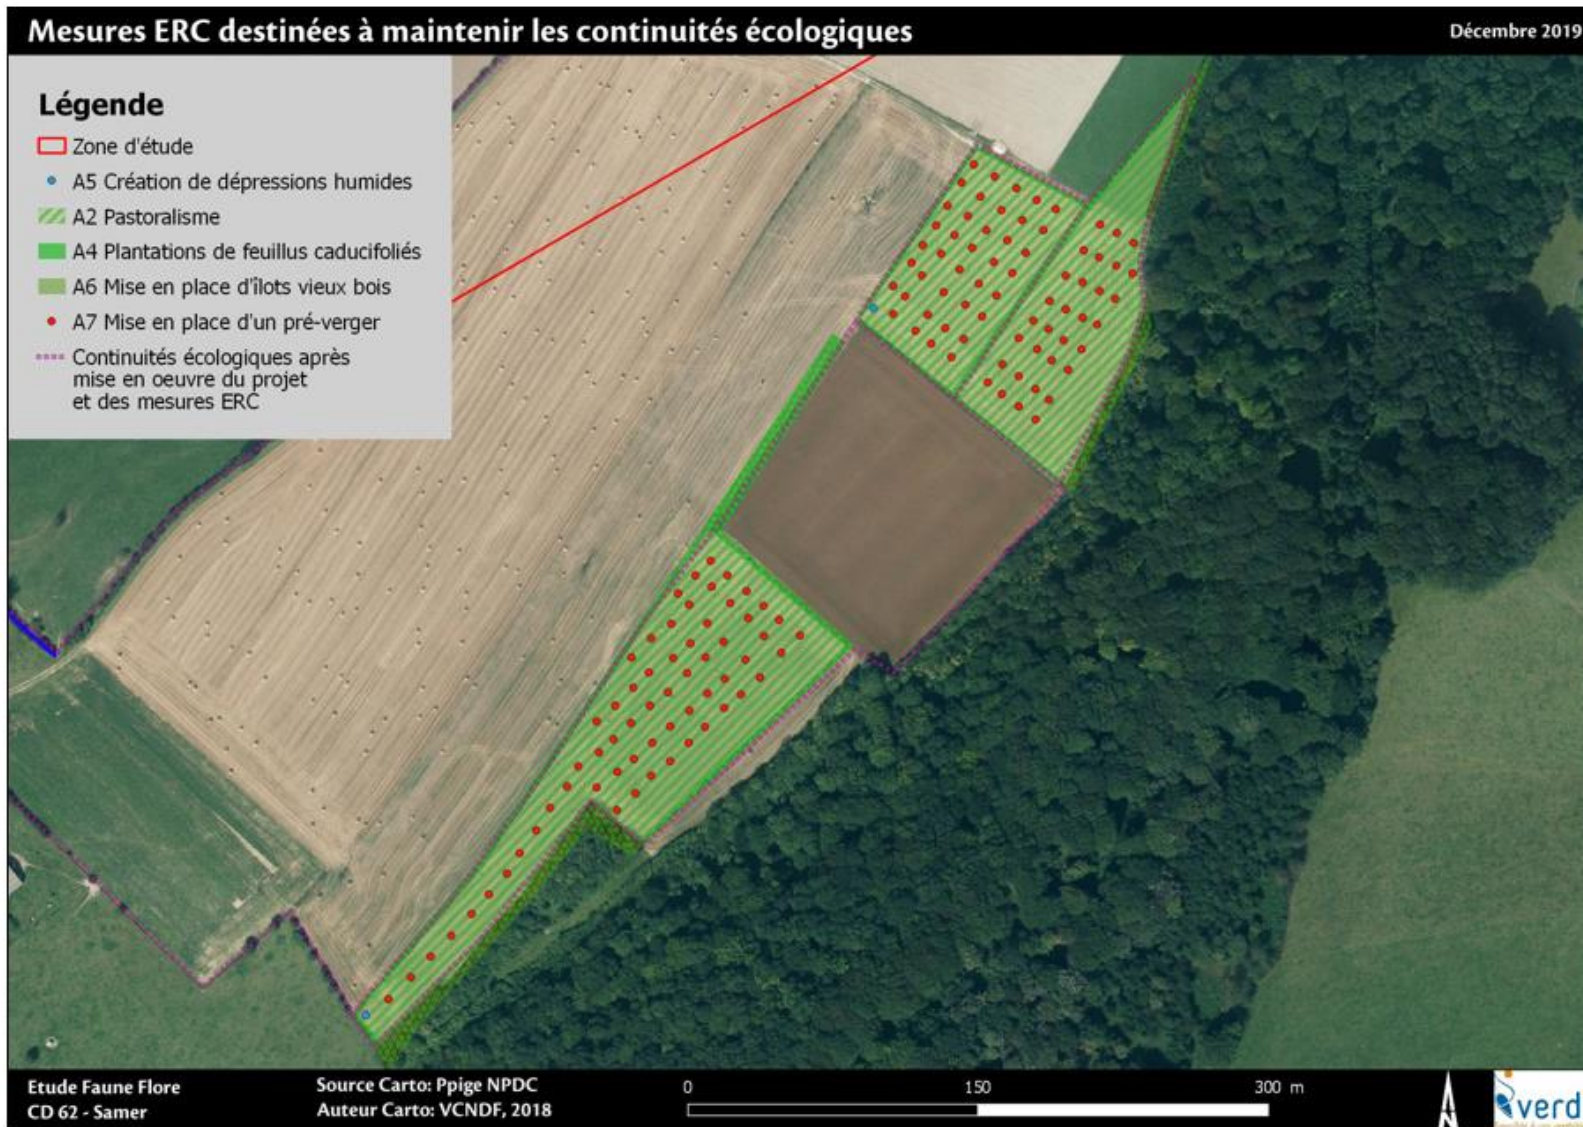 Mesures ERC destinées à maintenir les continuités écologiques
Décembre 2019
Légende
Zone d'étude
A5 Création de dépressions humides
A2 Pastoralisme
A4 Plantations de feuillus caducifoliés
A6 Mise en place d'îlots vieux bois
A7 Mise en place d'un pré-verger
Continuités écologiques après
mise en oeuvre du projet
et des mesures ERC
Etude Faune Flore
CD 62 - Samer
Source Carto: Ppige NPDC
Auteur Carto: VCNDF, 2018
0 150 300 m
N
verd